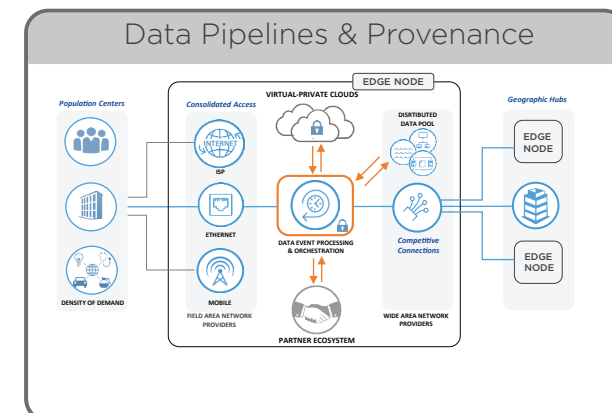 Data Pipelines & Provenance
EDGE NODE
VIRTUAL-PRIVATE CLOUDS
Population Centers
Consolidated Access
Geographic Hubs
INTERNET
ISP
DISRTIBUTED
DATA POOL
EDGE
NODE
ETHERNET
DATA EVENT PROCESSING
& ORCHESTRATION
Competitive
Connections
EDGE
NODE
DENSITY OF DEMAND
MOBILE
FIELD AREA NETWORK
PROVIDERS
WIDE AREA NETWORK
PROVIDERS
PARTNER ECOSYSTEM